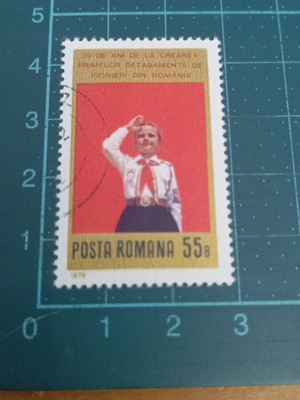 30 DE ANI DE LA CREAREA
PRIMELOR DETAŞAMENTE DE
PIONIERI DIN ROMÂNIA
POSTA ROMANA 55B
1979
5
4
3
2
1
0
0
1
2
3